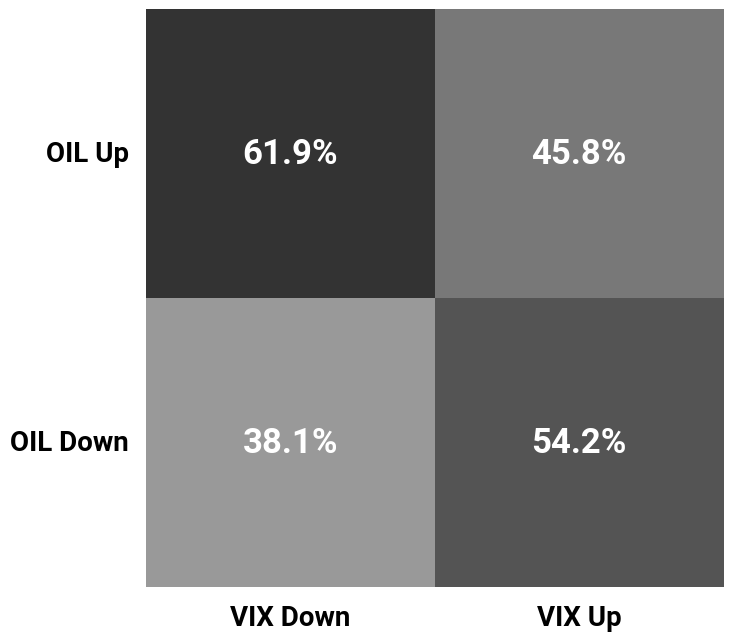 OIL Up
61.9%
45.8%
OIL Down
38.1%
54.2%
VIX Down
VIX Up